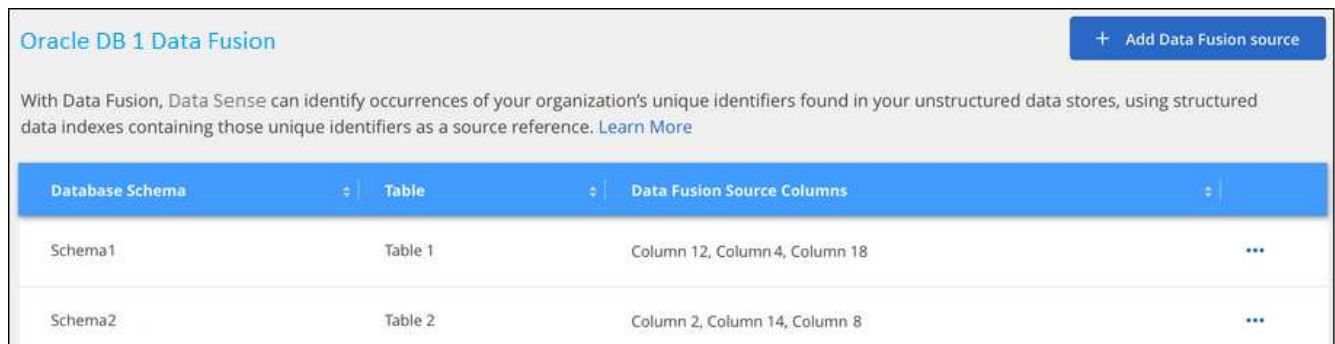 Oracle DB 1 Data Fusion
+ Add Data Fusion source
With Data Fusion, Data Sense can identify occurrences of your organization's unique identifiers found in your unstructured data stores, using structured
data indexes containing those unique identifiers as a source reference. Learn More
Database Schema Table Data Fusion Source Columns
Schema1 Table 1 Column 12, Column 4, Column 18
Schema2 Table 2 Column 2, Column 14, Column 8